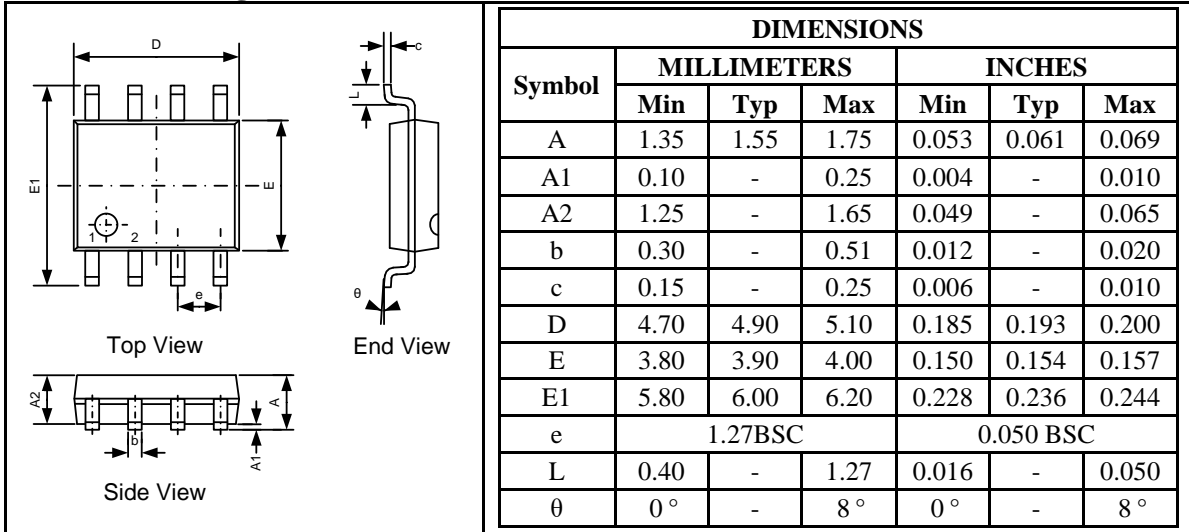 D
E1
E
1 2
e
Top View
c
L
θ
End View
A2
A
b
A1
Side View
DIMENSIONS
Symbol MILLIMETERS INCHES
Min Typ Max Min Typ Max
A 1.35 1.55 1.75 0.053 0.061 0.069
A1 0.10 - 0.25 0.004 - 0.010
A2 1.25 - 1.65 0.049 - 0.065
b 0.30 - 0.51 0.012 - 0.020
c 0.15 - 0.25 0.006 - 0.010
D 4.70 4.90 5.10 0.185 0.193 0.200
E 3.80 3.90 4.00 0.150 0.154 0.157
E1 5.80 6.00 6.20 0.228 0.236 0.244
e 1.27BSC 0.050 BSC
L 0.40 - 1.27 0.016 - 0.050
θ 0 ° - 8 ° 0 ° - 8 °